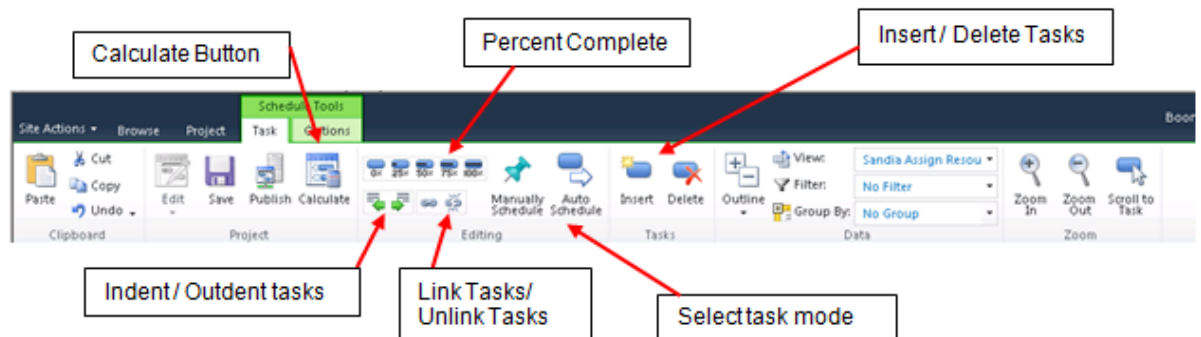 Calculate Button
Percent Complete
Insert / Delete Tasks
Schedule Tools
Site Actions
Browse
Project
Task
Options
Boor
Paste
Cut
Copy
Undo
Clipboard
Edit
Save
Publish
Calculate
Project
0% 25% 50% 75% 100%
Manually Schedule
Auto Schedule
Editing
Insert
Delete
Tasks
Outline
View: Sandia Assign Resou
Filter: No Filter
Group By: No Group
Data
Zoom In
Zoom Out
Scroll to Task
Zoom
Indent / Outdent tasks
Link Tasks/
Unlink Tasks
Select task mode